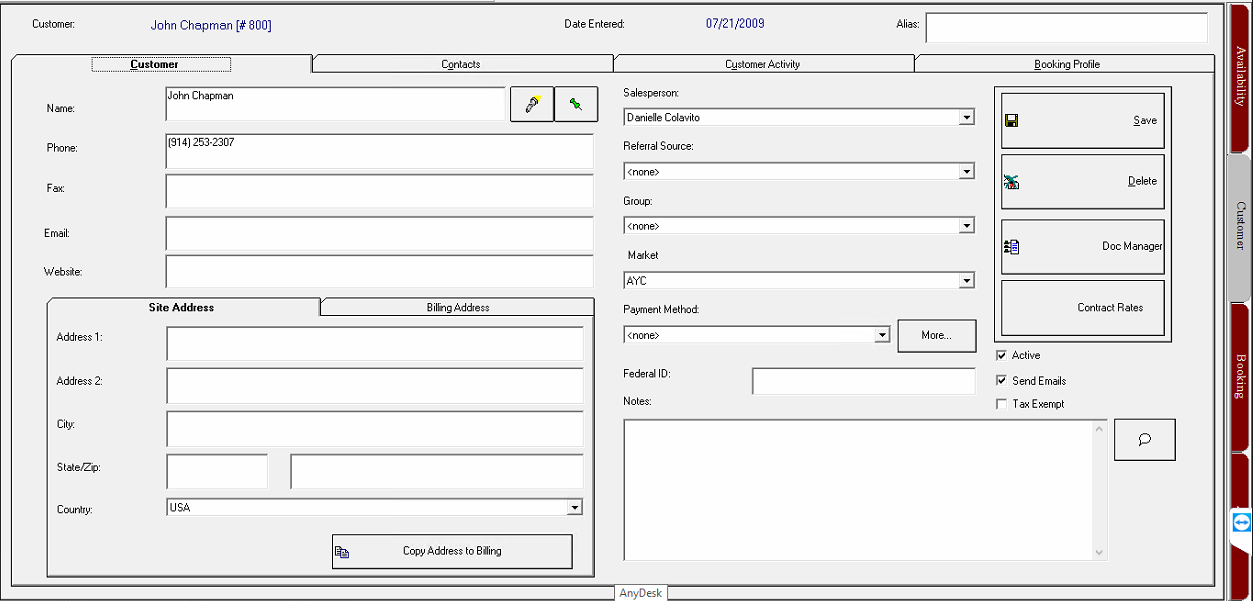 Customer: John Chapman [# 800] Date Entered: 07/21/2009 Alias:
Customer Contacts Customer Activity Booking Profile
Name: John Chapman
Phone: (914) 253-2307
Fax:
Email:
Website:
Site Address Billing Address
Address 1:
Address 2:
City:
State/Zip:
Country: USA
Copy Address to Billing
Salesperson:
Danielle Colavito
Referral Source:
<none>
Group:
<none>
Market
AYC
Payment Method:
<none> More...
Federal ID:
Notes:
Save
Delete
Doc Manager
Contract Rates
Active
Send Emails
Tax Exempt
Availability
Customer
Booking
AnyDesk